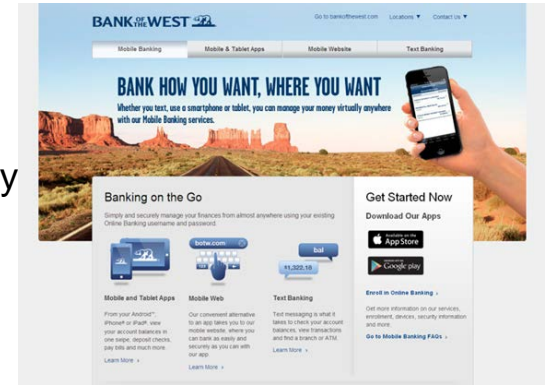 BANK OF THE WEST
Go to bankofthewest.com Locations ▼ Contact Us ▼
Mobile Banking Mobile & Tablet Apps Mobile Website Text Banking
BANK HOW YOU WANT, WHERE YOU WANT
Whether you text, use a smartphone or tablet, you can manage your money virtually anywhere
with our Mobile Banking services.
y
Banking on the Go
Simply and securely manage your finances from almost anywhere using your existing
Online Banking username and password.
botw.com
bal
$1,322.18
Mobile and Tablet Apps
From your Android™,
iPhone® or iPad®, view
your account balances in
one swipe, deposit checks,
pay bills and much more.
Learn More ›
Mobile Web
Our convenient alternative
to an app takes you to our
mobile website, where you
can bank as easily and
securely as you can with
our app.
Learn More ›
Text Banking
Text messaging is what it
takes to check your account
balances, view transactions
and find a branch or ATM.
Learn More ›
Get Started Now
Download Our Apps
Available on the
App Store
Google play
Enroll in Online Banking ›
Get more information on our services,
enrollment, devices, security information
and more.
Go to Mobile Banking FAQs ›